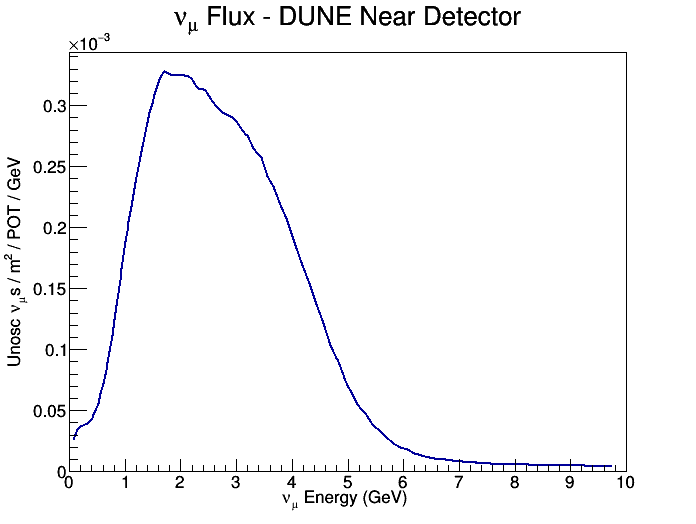 ν_μ Flux - DUNE Near Detector
×10⁻³
Unosc ν_μs / m² / POT / GeV
0.3
0.25
0.2
0.15
0.1
0.05
0
0 1 2 3 4 5 6 7 8 9 10
ν_μ Energy (GeV)